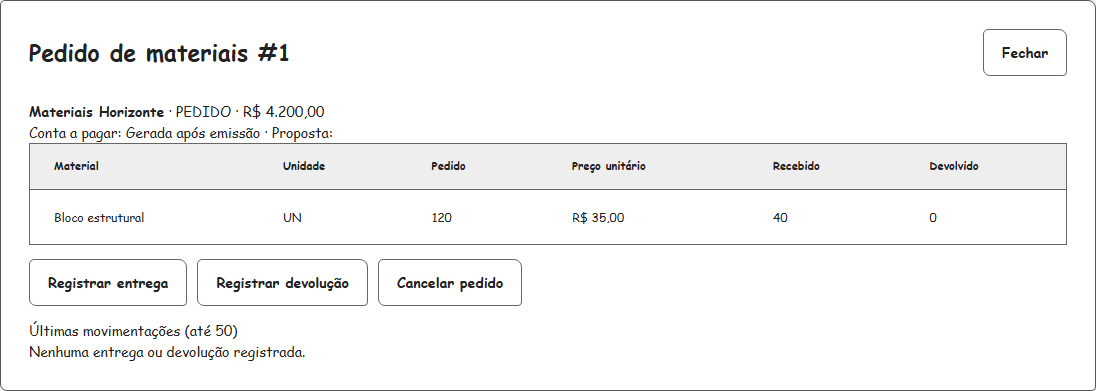 Pedido de materiais #1
Fechar
Materiais Horizonte · PEDIDO · R$ 4.200,00
Conta a pagar: Gerada após emissão · Proposta:
Material Unidade Pedido Preço unitário Recebido Devolvido
Bloco estrutural UN 120 R$ 35,00 40 0
Registrar entrega Registrar devolução Cancelar pedido
Últimas movimentações (até 50)
Nenhuma entrega ou devolução registrada.